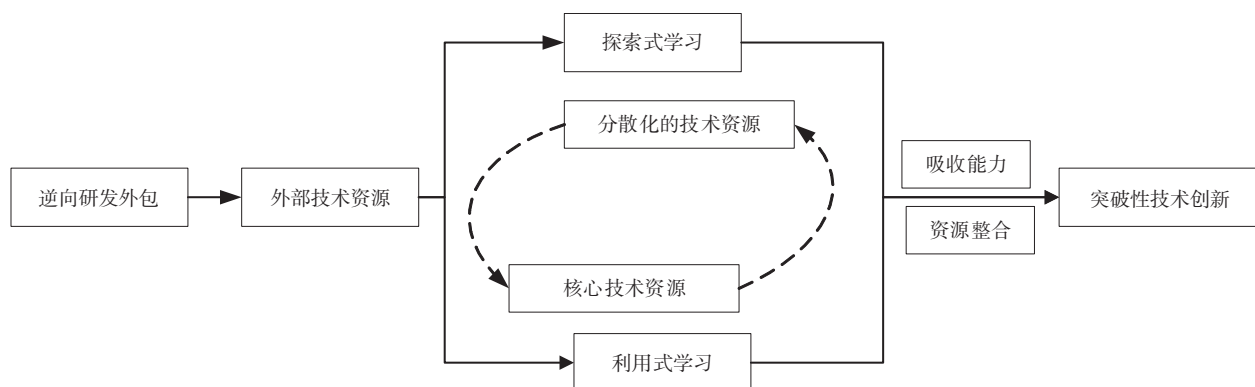 探索式学习
分散化的技术资源
吸收能力
逆向研发外包
外部技术资源
突破性技术创新
资源整合
核心技术资源
利用式学习